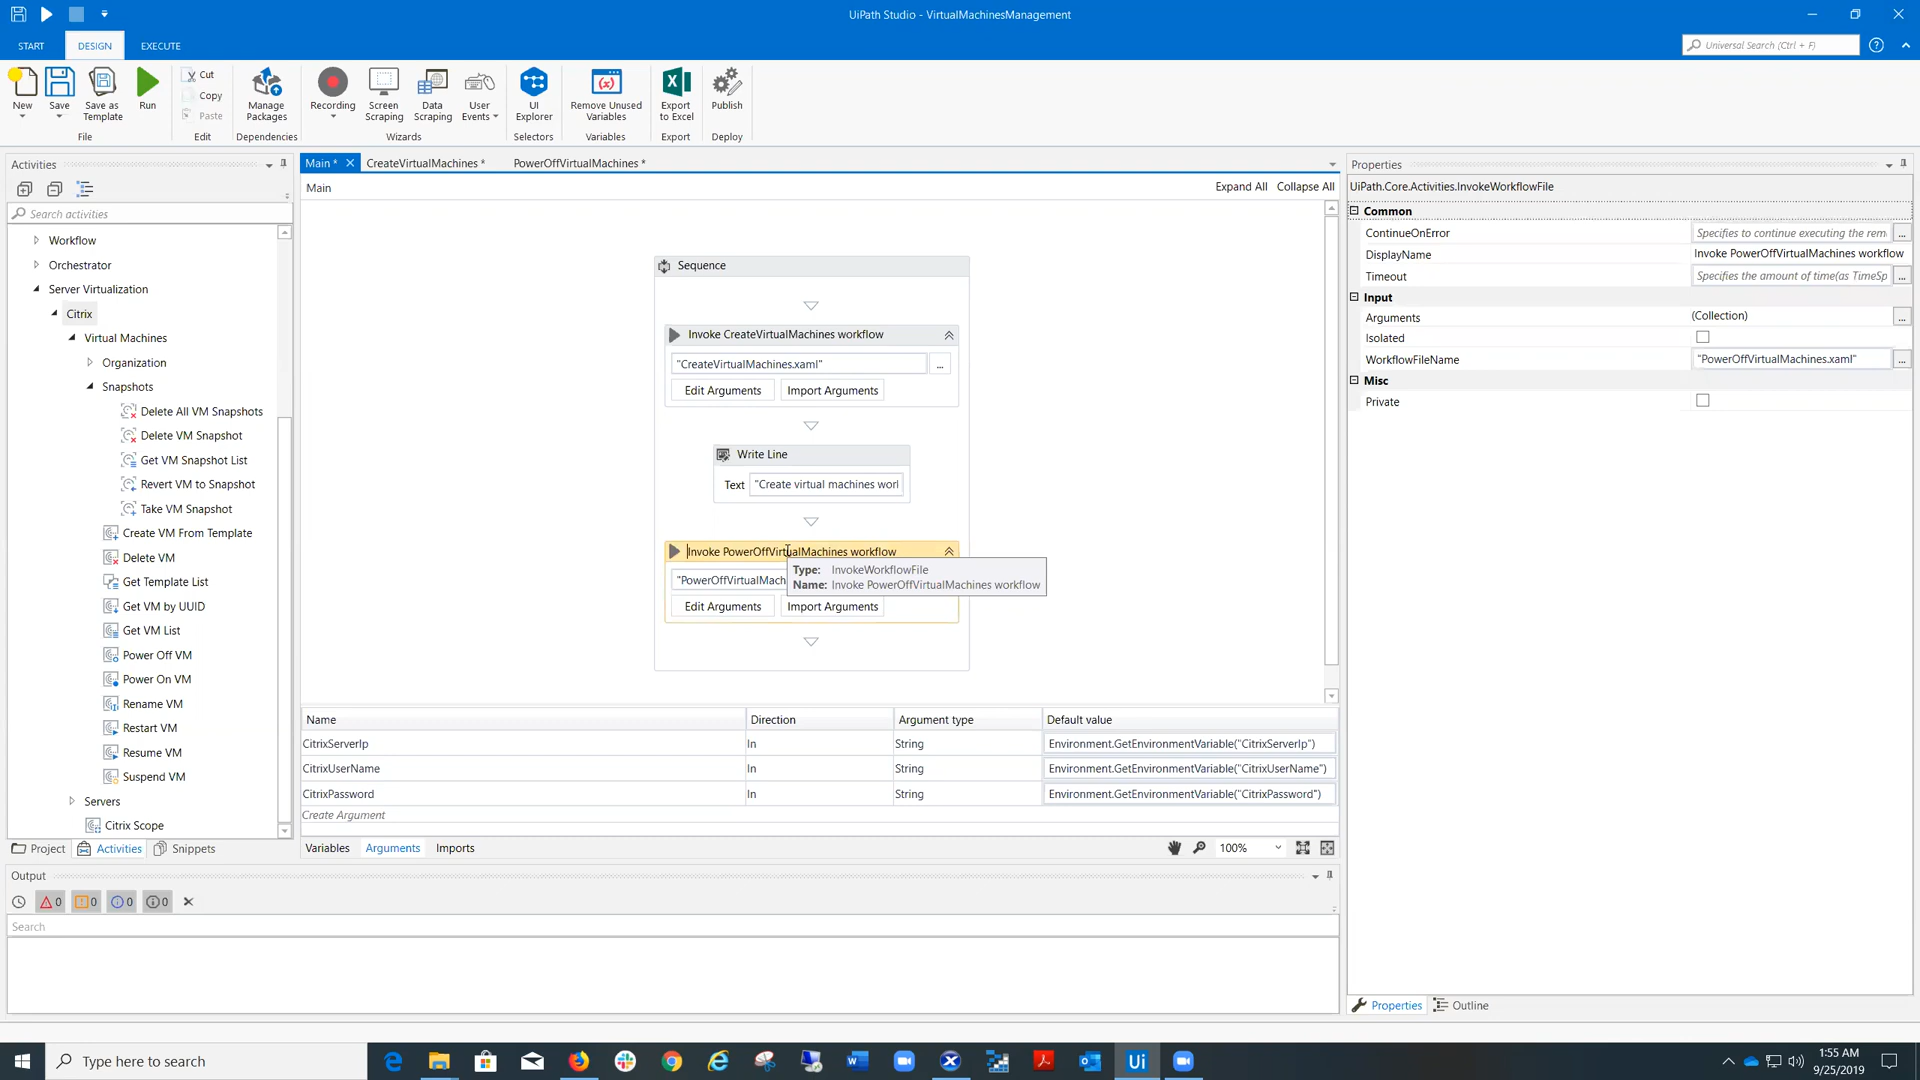 UiPath Studio - VirtualMachinesManagement
START
DESIGN
EXECUTE
Universal Search (Ctrl + F)
New
Save
Save as Template
Run
Cut
Copy
Paste
Manage Packages
Recording
Screen Scraping
Data Scraping
User Events
UI Explorer
Remove Unused Variables
Export to Excel
Publish
File
Edit
Dependencies
Wizards
Selectors
Variables
Export
Deploy
Activities
Search activities
Workflow
Orchestrator
Server Virtualization
Citrix
Virtual Machines
Organization
Snapshots
Delete All VM Snapshots
Delete VM Snapshot
Get VM Snapshot List
Revert VM to Snapshot
Take VM Snapshot
Create VM From Template
Delete VM
Get Template List
Get VM by UUID
Get VM List
Power Off VM
Power On VM
Rename VM
Restart VM
Resume VM
Suspend VM
Servers
Citrix Scope
Project
Activities
Snippets
Main *
CreateVirtualMachines *
PowerOffVirtualMachines *
Main
Expand All
Collapse All
Sequence
Invoke CreateVirtualMachines workflow
"CreateVirtualMachines.xaml"
...
Edit Arguments
Import Arguments
Write Line
Text
"Create virtual machines worl
Invoke PowerOffVirtualMachines workflow
"PowerOffVirtualMach
Type: InvokeWorkflowFile
Name: Invoke PowerOffVirtualMachines workflow
Edit Arguments
Import Arguments
Name Direction Argument type Default value
CitrixServerIp In String Environment.GetEnvironmentVariable("CitrixServerIp")
CitrixUserName In String Environment.GetEnvironmentVariable("CitrixUserName")
CitrixPassword In String Environment.GetEnvironmentVariable("CitrixPassword")
Create Argument
Variables
Arguments
Imports
100%
Output
0
0
0
0
Search
Properties
UiPath.Core.Activities.InvokeWorkflowFile
Common
ContinueOnError Specifies to continue executing the rem ...
DisplayName Invoke PowerOffVirtualMachines workflow
Timeout Specifies the amount of time(as TimeSp ...
Input
Arguments (Collection) ...
Isolated
WorkflowFileName "PowerOffVirtualMachines.xaml" ...
Misc
Private
Properties
Outline
Type here to search
Ui
1:55 AM
9/25/2019